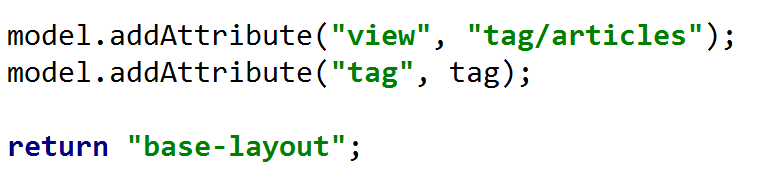 model.addAttribute("view", "tag/articles");
model.addAttribute("tag", tag);
return "base-layout";